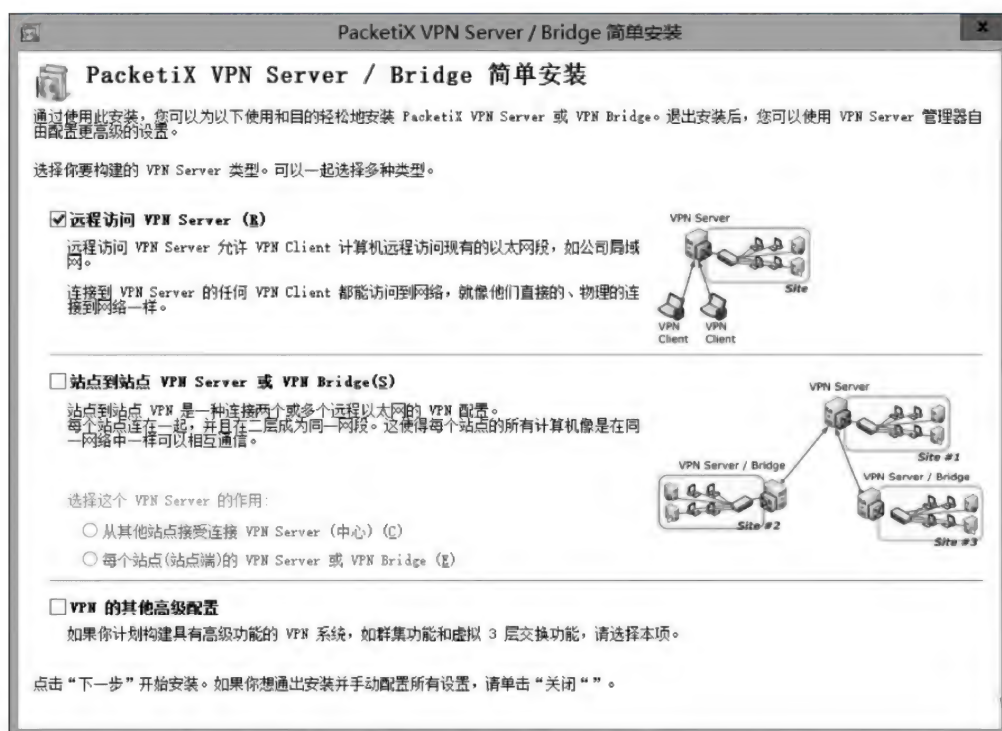 PacketiX VPN Server / Bridge 简单安装
x
PacketiX VPN Server / Bridge 简单安装
通过使用此安装，您可以为以下使用和目的轻松地安装 PacketiX VPN Server 或 VPN Bridge。退出安装后，您可以使用 VPN Server 管理器自
由配置更高级的设置。
选择你要构建的 VPN Server 类型。可以一起选择多种类型。
远程访问 VPN Server (R)
远程访问 VPN Server 允许 VPN Client 计算机远程访问现有的以太网段，如公司局域
网。
连接到 VPN Server 的任何 VPN Client 都能访问到网络，就像他们直接的、物理的连
接到网络一样。
VPN Server
Site
VPN Client
VPN Client
站点到站点 VPN Server 或 VPN Bridge(S)
站点到站点 VPN 是一种连接两个或多个远程以太网的 VPN 配置。
每个站点连在一起，并且在二层成为同一网段。这使得每个站点的所有计算机像是在同
一网络中一样可以相互通信。
选择这个 VPN Server 的作用:
从其他站点接受连接 VPN Server (中心) (C)
每个站点(站点端)的 VPN Server 或 VPN Bridge (E)
VPN Server
Site #1
VPN Server / Bridge
Site #2
VPN Server / Bridge
Site #3
VPN 的其他高级配置
如果你计划构建具有高级功能的 VPN 系统，如群集功能和虚拟 3 层交换功能，请选择本项。
点击“下一步”开始安装。如果你想通出安装并手动配置所有设置，请单击“关闭“”。